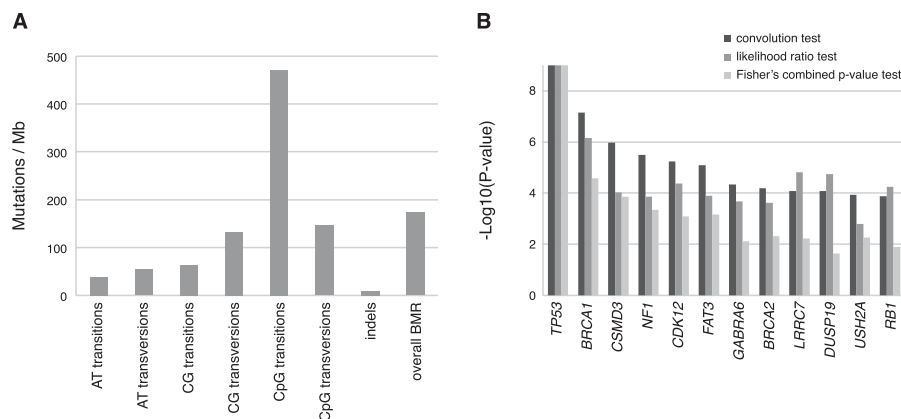 A
Mutations / Mb
500
400
300
200
100
0
AT transitions
AT transversions
CG transitions
CG transversions
CpG transitions
CpG transversions
indels
overall BMR
B
convolution test
likelihood ratio test
Fisher's combined p-value test
-Log10(P-value)
8
6
4
2
0
TP53
BRCA1
CSMD3
NF1
CDK12
FAT3
GABRA6
BRCA2
LRRC7
DUSP19
USH2A
RB1